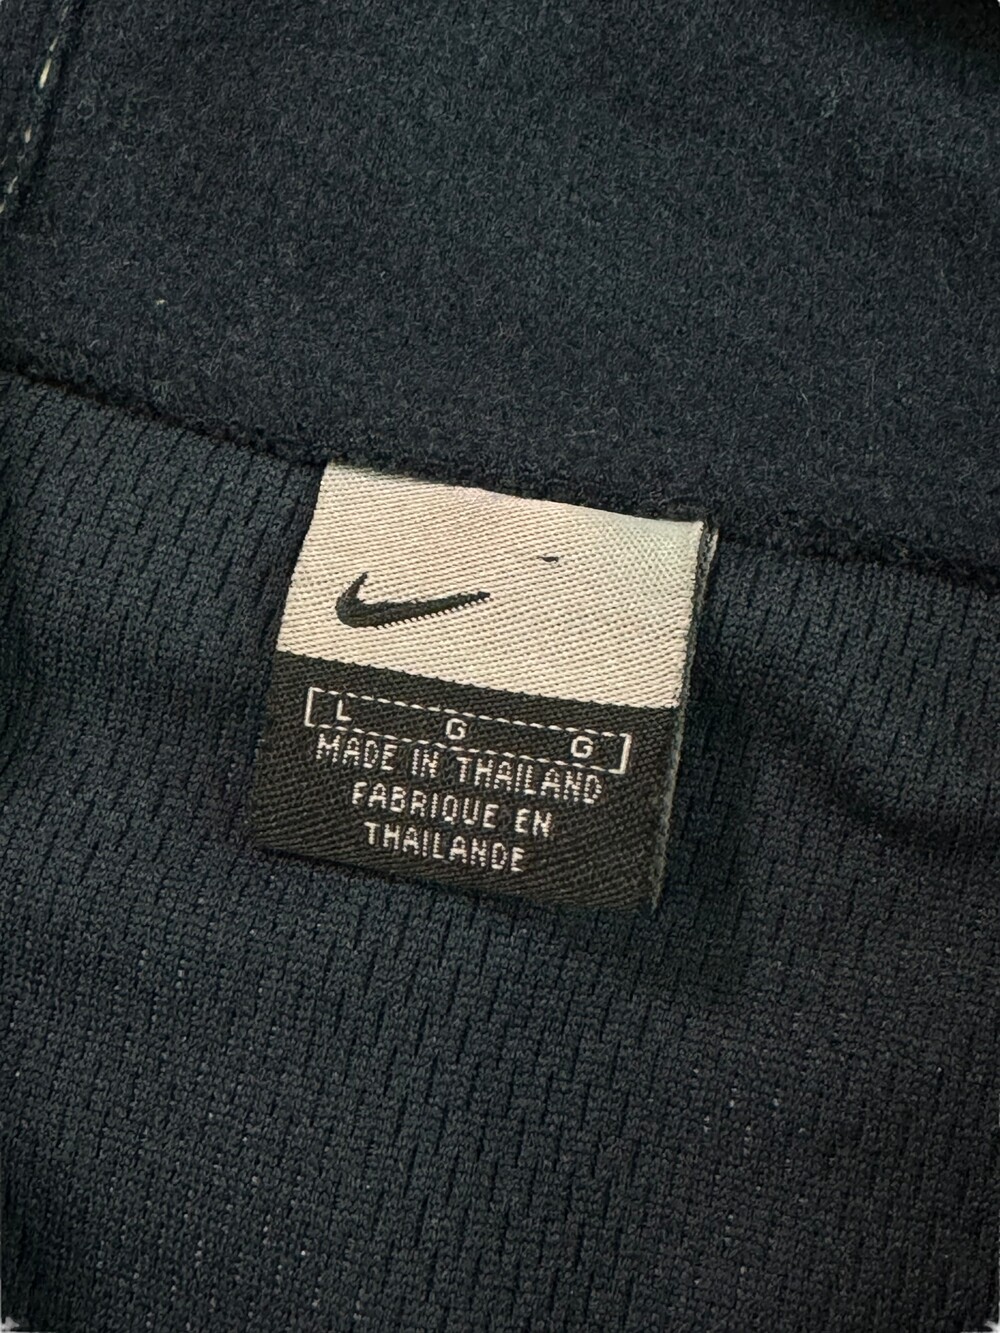 L G G
MADE IN THAILAND
FABRIQUE EN
THAILANDE